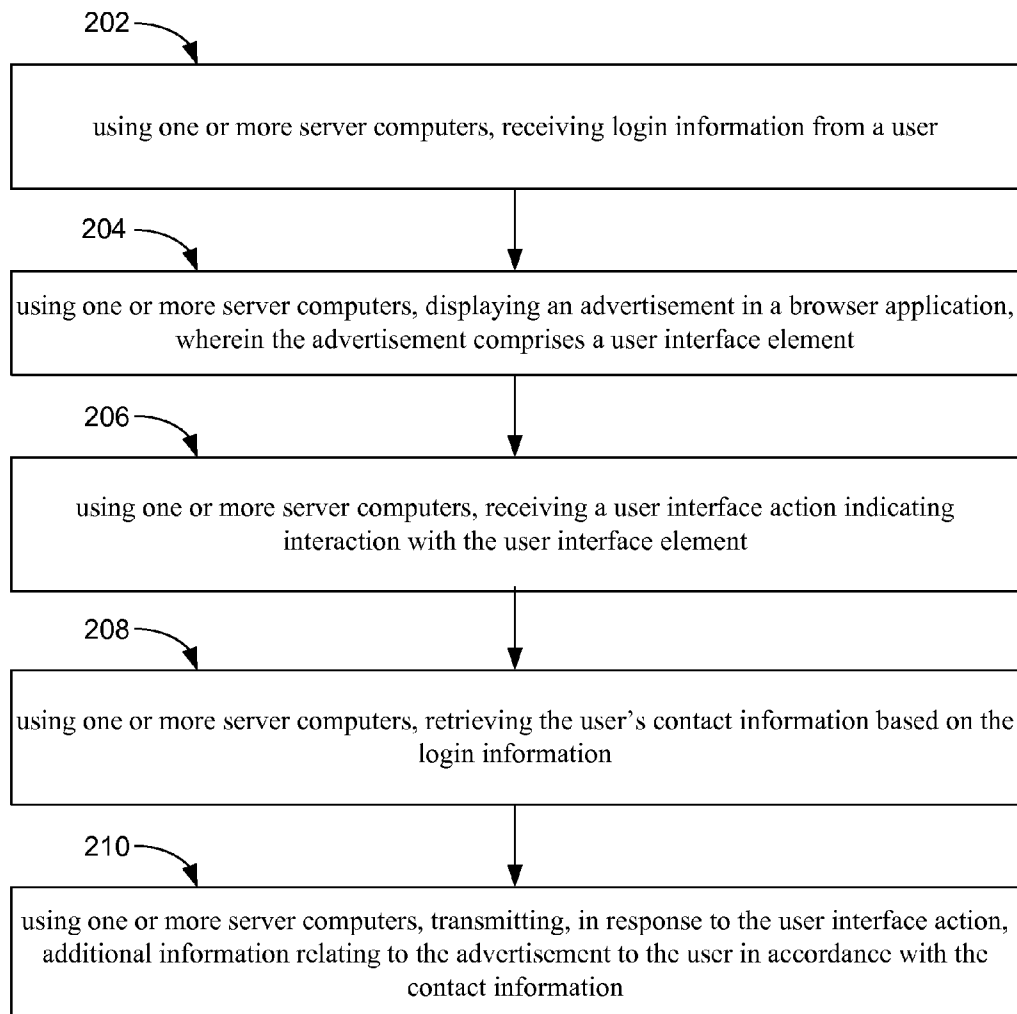 202
using one or more server computers, receiving login information from a user
204
using one or more server computers, displaying an advertisement in a browser application,
wherein the advertisement comprises a user interface element
206
using one or more server computers, receiving a user interface action indicating
interaction with the user interface element
208
using one or more server computers, retrieving the user's contact information based on the
login information
210
using one or more server computers, transmitting, in response to the user interface action,
additional information relating to the advertisement to the user in accordance with the
contact information